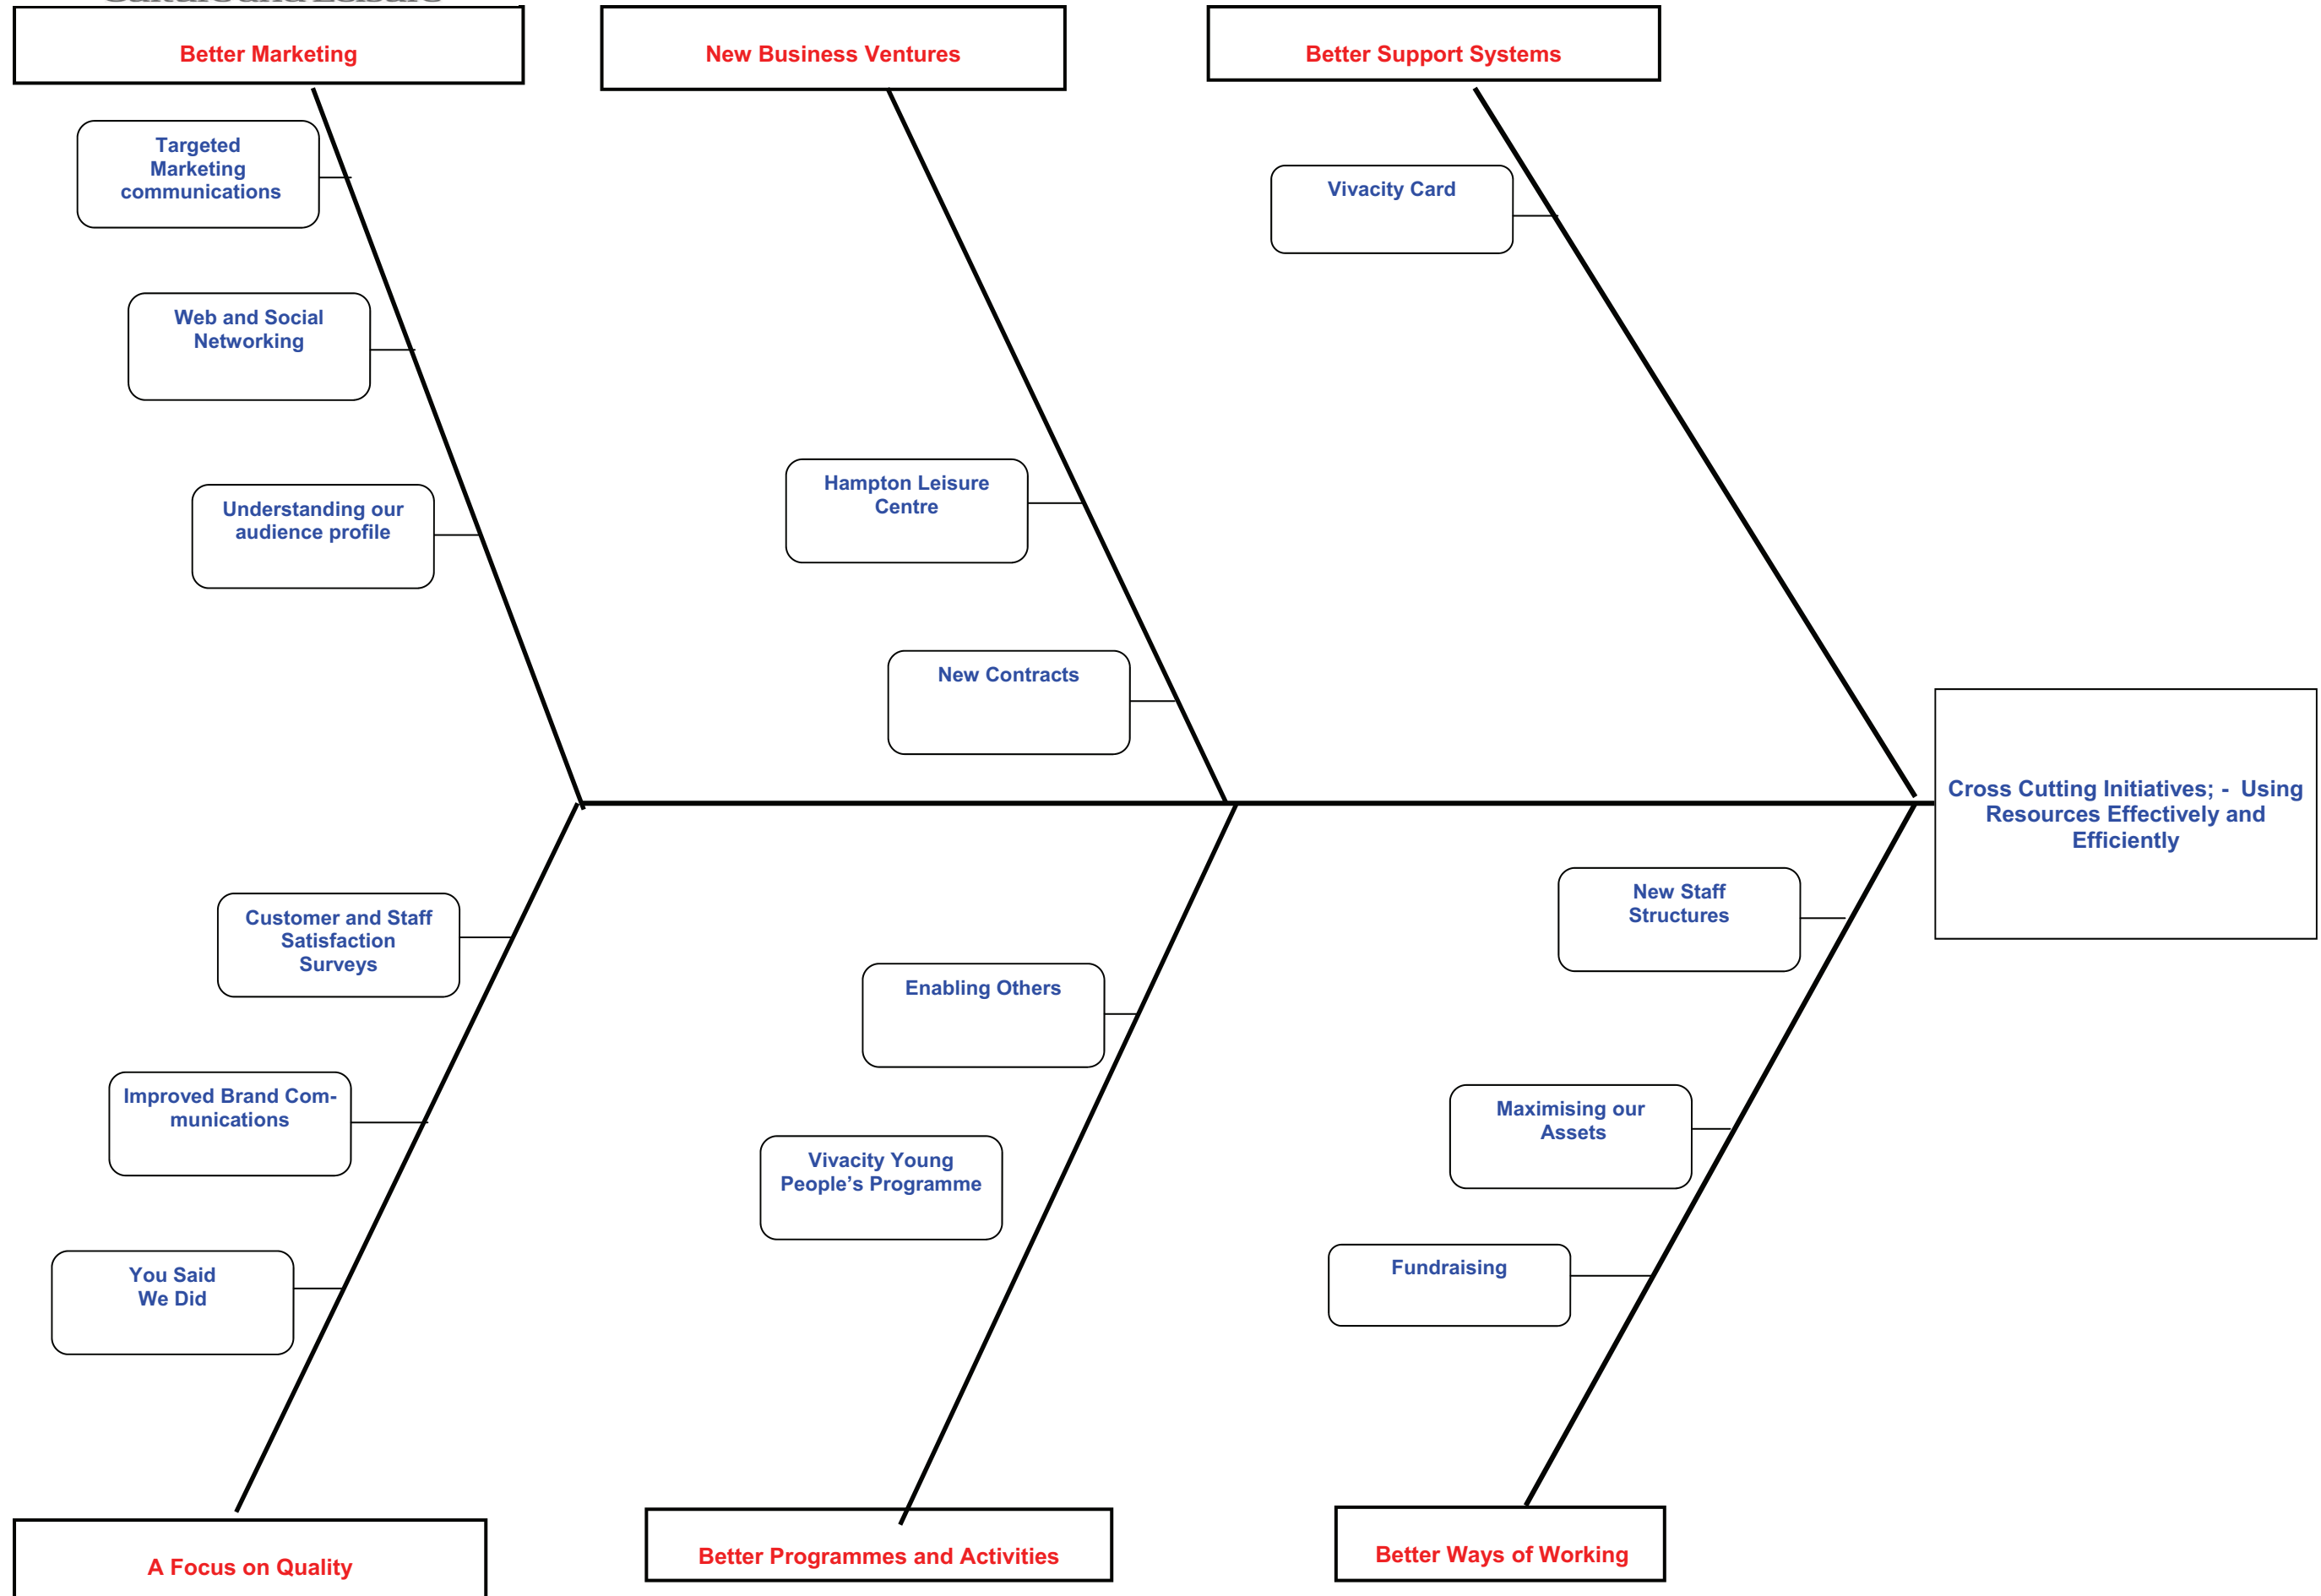 Better Marketing
New Business Ventures
Better Support Systems
Targeted
Marketing
communications
Vivacity Card
Web and Social
Networking
Hampton Leisure
Centre
Understanding our
audience profile
New Contracts
Cross Cutting Initiatives; -  Using
Resources Effectively and
Efficiently
Customer and Staff
Satisfaction
Surveys
New Staff
Structures
Enabling Others
Improved Brand Com-
munications
Maximising our
Assets
Vivacity Young
People’s Programme
You Said
We Did
Fundraising
A Focus on Quality
Better Programmes and Activities
Better Ways of Working